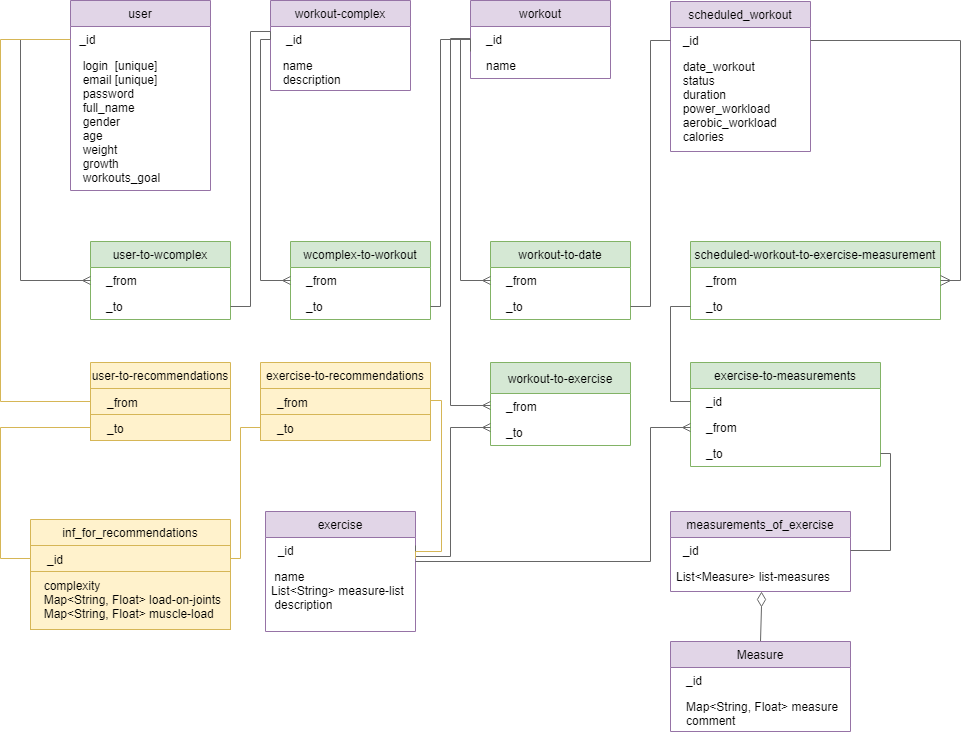 user
_id
login  [unique]
email [unique]
password
full_name
gender
age
weight
growth
workouts_goal
workout-complex
_id
name
description
workout
_id
name
scheduled_workout
_id
date_workout
status
duration
power_workload
aerobic_workload
calories
user-to-wcomplex
_from
_to
wcomplex-to-workout
_from
_to
workout-to-date
_from
_to
scheduled-workout-to-exercise-measurement
_from
_to
user-to-recommendations
_from
_to
exercise-to-recommendations
_from
_to
workout-to-exercise
_from
_to
exercise-to-measurements
_id
_from
_to
inf_for_recommendations
_id
complexity
Map<String, Float> load-on-joints
Map<String, Float> muscle-load
exercise
_id
name
List<String> measure-list
description
measurements_of_exercise
_id
List<Measure> list-measures
Measure
_id
Map<String, Float> measure
comment